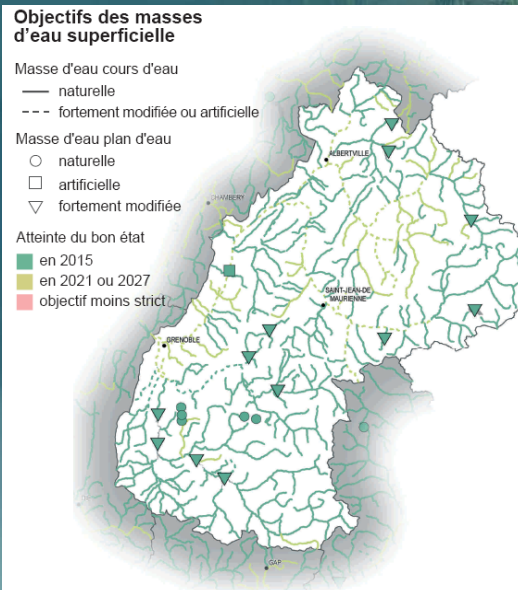 Objectifs des masses
d'eau superficielle
Masse d'eau cours d'eau
naturelle
fortement modifiée ou artificielle
Masse d'eau plan d'eau
naturelle
artificielle
fortement modifiée
Atteinte du bon état
en 2015
en 2021 ou 2027
objectif moins strict
ALBERTVILLE
CHAMBERY
SAINT-JEAN-DE
MAURIENNE
GRENOBLE
GAP